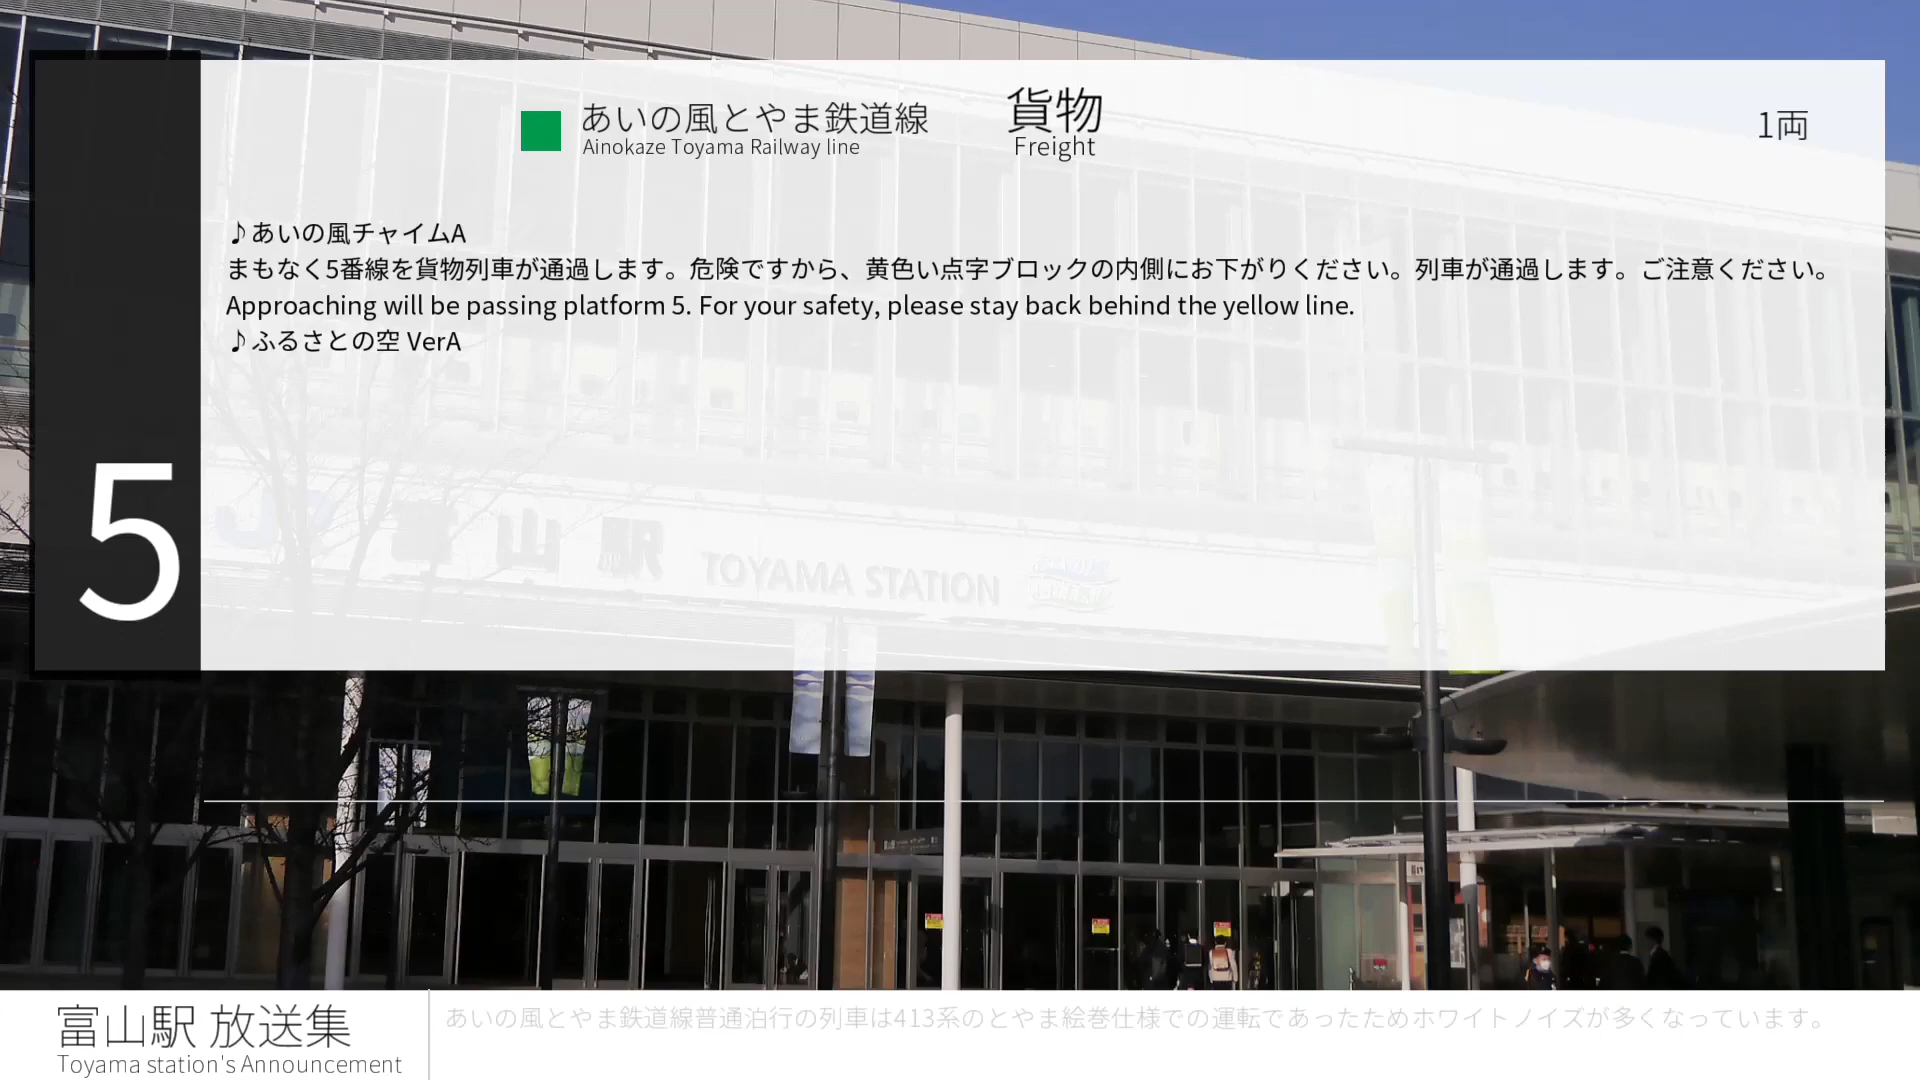 あいの風とやま鉄道線
Ainokaze Toyama Railway line
貨物
Freight
1両
♪あいの風チャイムA
まもなく5番線を貨物列車が通過します。危険ですから、黄色い点字ブロックの内側にお下がりください。列車が通過します。ご注意ください。
Approaching will be passing platform 5. For your safety, please stay back behind the yellow line.
♪ふるさとの空 VerA
5
富山駅
TOYAMA STATION
富山駅 放送集
Toyama station's Announcement
あいの風とやま鉄道線普通泊行の列車は413系のとやま絵巻仕様での運転であったためホワイトノイズが多くなっています。